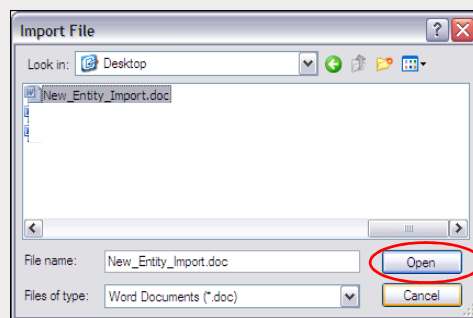 Import File
Look in: Desktop
New_Entity_Import.doc
File name: New_Entity_Import.doc Open
Files of type: Word Documents (*.doc) Cancel